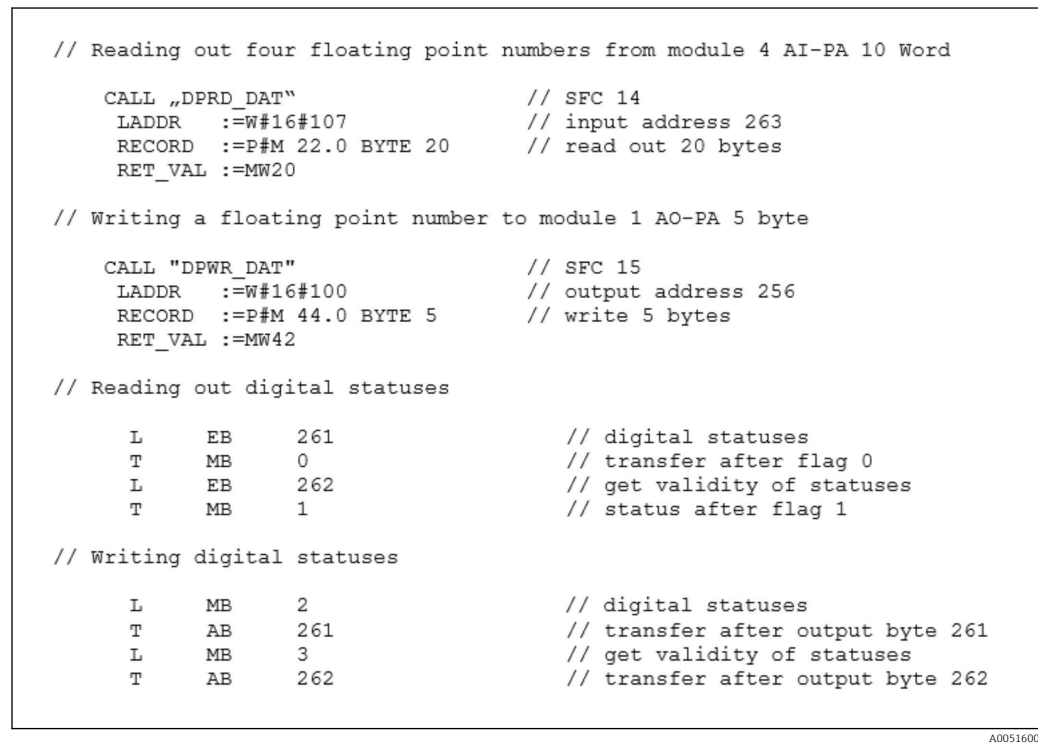 // Reading out four floating point numbers from module 4 AI-PA 10 Word
CALL „DPRD_DAT“ // SFC 14
LADDR :=W#16#107 // input address 263
RECORD :=P#M 22.0 BYTE 20 // read out 20 bytes
RET_VAL :=MW20
// Writing a floating point number to module 1 AO-PA 5 byte
CALL "DPWR_DAT" // SFC 15
LADDR :=W#16#100 // output address 256
RECORD :=P#M 44.0 BYTE 5 // write 5 bytes
RET_VAL :=MW42
// Reading out digital statuses
L EB 261 // digital statuses
T MB 0 // transfer after flag 0
L EB 262 // get validity of statuses
T MB 1 // status after flag 1
// Writing digital statuses
L MB 2 // digital statuses
T AB 261 // transfer after output byte 261
L MB 3 // get validity of statuses
T AB 262 // transfer after output byte 262
A0051600